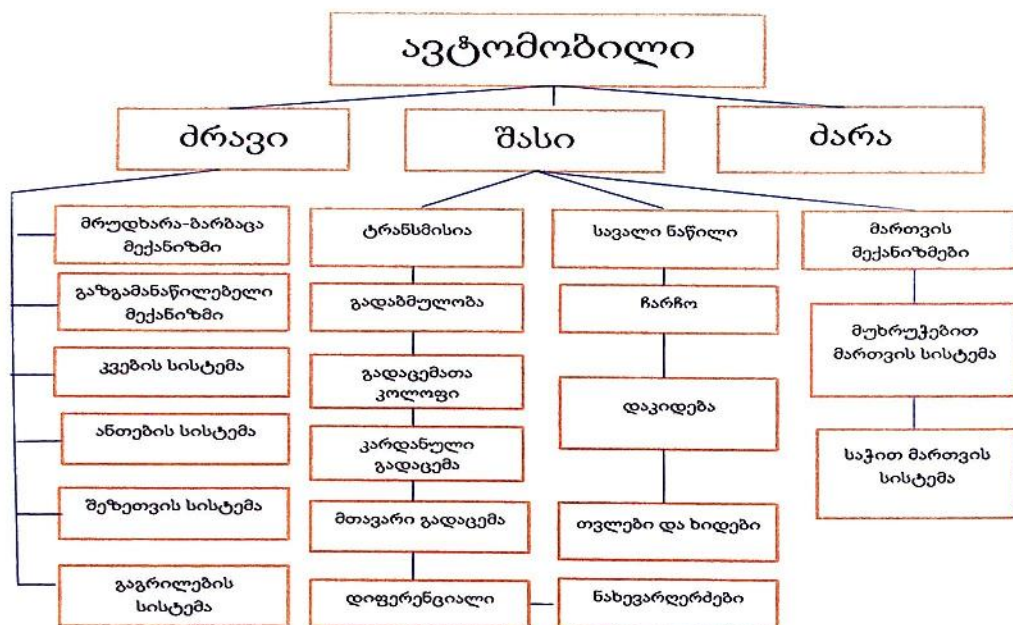 ავტომობილი
ძრავი
შასი
ძარა
მრუდხარა-ბარბაცა
მექანიზმი
გაზგამანაწილებელი
მექანიზმი
კვების სისტემა
ანთების სისტემა
შეზეთვის სისტემა
გაგრილების
სისტემა
ტრანსმისია
გადაბმულობა
გადაცემათა
კოლოფი
კარდანული
გადაცემა
მთავარი გადაცემა
დიფერენციალი
სავალი ნაწილი
ჩარჩო
დაკიდება
თვლები და ხიდები
ნახევარღერძები
მართვის
მექანიზმები
მუხრუჭებით
მართვის სისტემა
საჭით მართვის
სისტემა